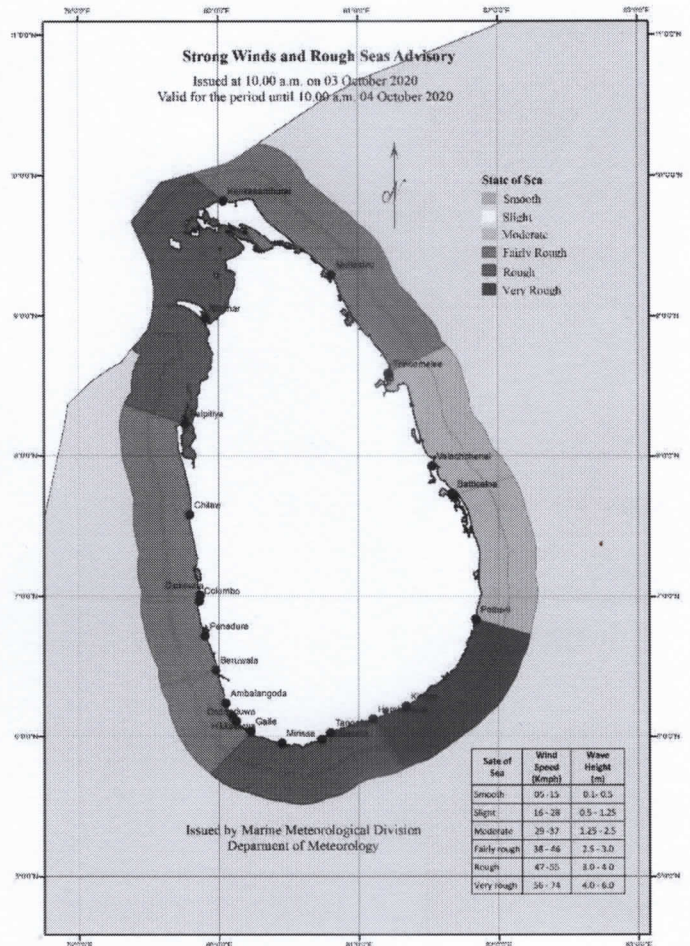 Strong Winds and Rough Seas Advisory
Issued at 10.00 a.m. on 03 October 2020
Valid for the period until 10.00 a.m. 04 October 2020
State of Sea
Smooth
Slight
Moderate
Fairly Rough
Rough
Very Rough
Kankasanthurai
Mullaitivu
Mannar
Trincomalee
Kalpitiya
Valachchenai
Batticaloa
Chilaw
Colombo
Pottuvil
Panadura
Beruwala
Ambalangoda
Galle
Mirissa
Sate of Sea Wind Speed (Kmph) Wave Height (m)
Smooth 05 -15 0.1- 0.5
Slight 16 - 28 0.5 - 1.25
Moderate 29 -37 1.25 - 2.5
Fairly rough 38 - 46 2.5 - 3.0
Rough 47 -55 3.0 - 4.0
Very rough 56 - 74 4.0 - 6.0
Issued by Marine Meteorological Division
Deparment of Meteorology